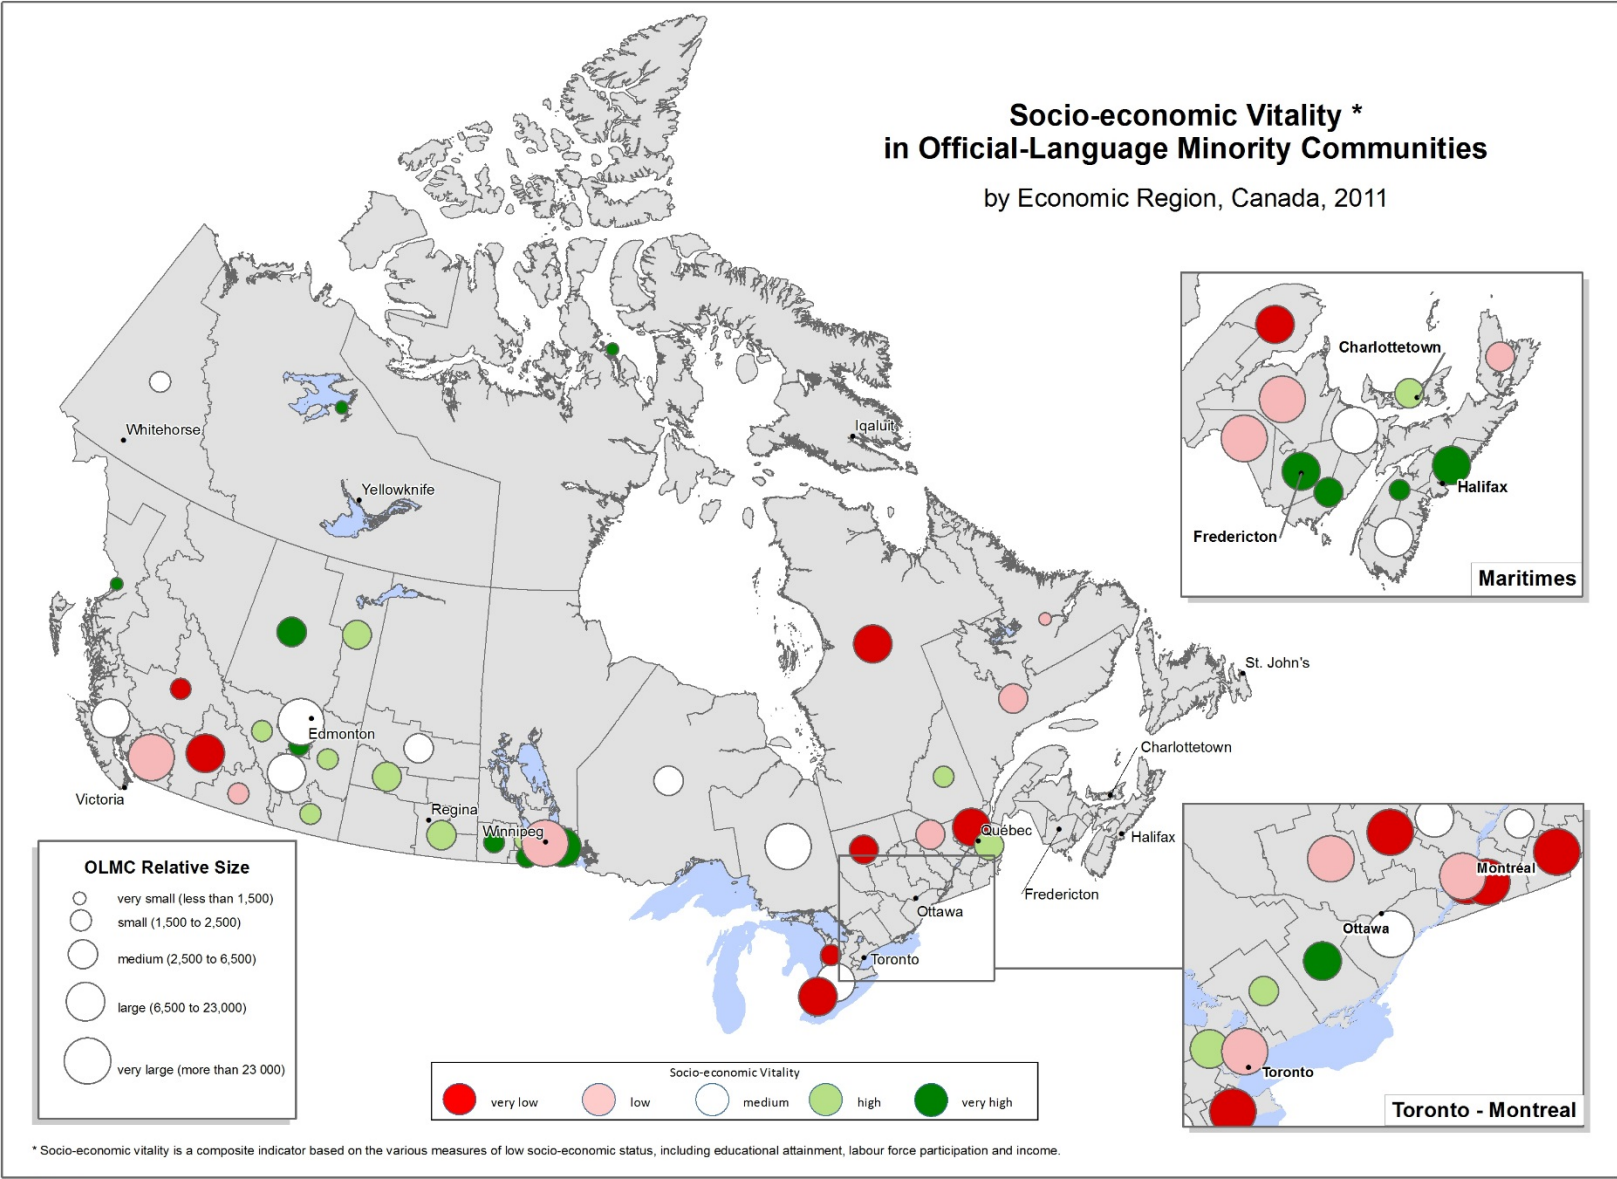 Socio-economic Vitality *
in Official-Language Minority Communities
by Economic Region, Canada, 2011
Charlottetown
Halifax
Fredericton
Maritimes
Whitehorse
Iqaluit
Yellowknife
St. John's
Edmonton
Charlottetown
Victoria
Regina
Winnipeg
Québec
Halifax
Fredericton
Ottawa
Toronto
Montréal
Ottawa
Toronto
Toronto - Montreal
OLMC Relative Size
very small (less than 1,500)
small (1,500 to 2,500)
medium (2,500 to 6,500)
large (6,500 to 23,000)
very large (more than 23 000)
Socio-economic Vitality
very low
low
medium
high
very high
* Socio-economic vitality is a composite indicator based on the various measures of low socio-economic status, including educational attainment, labour force participation and income.